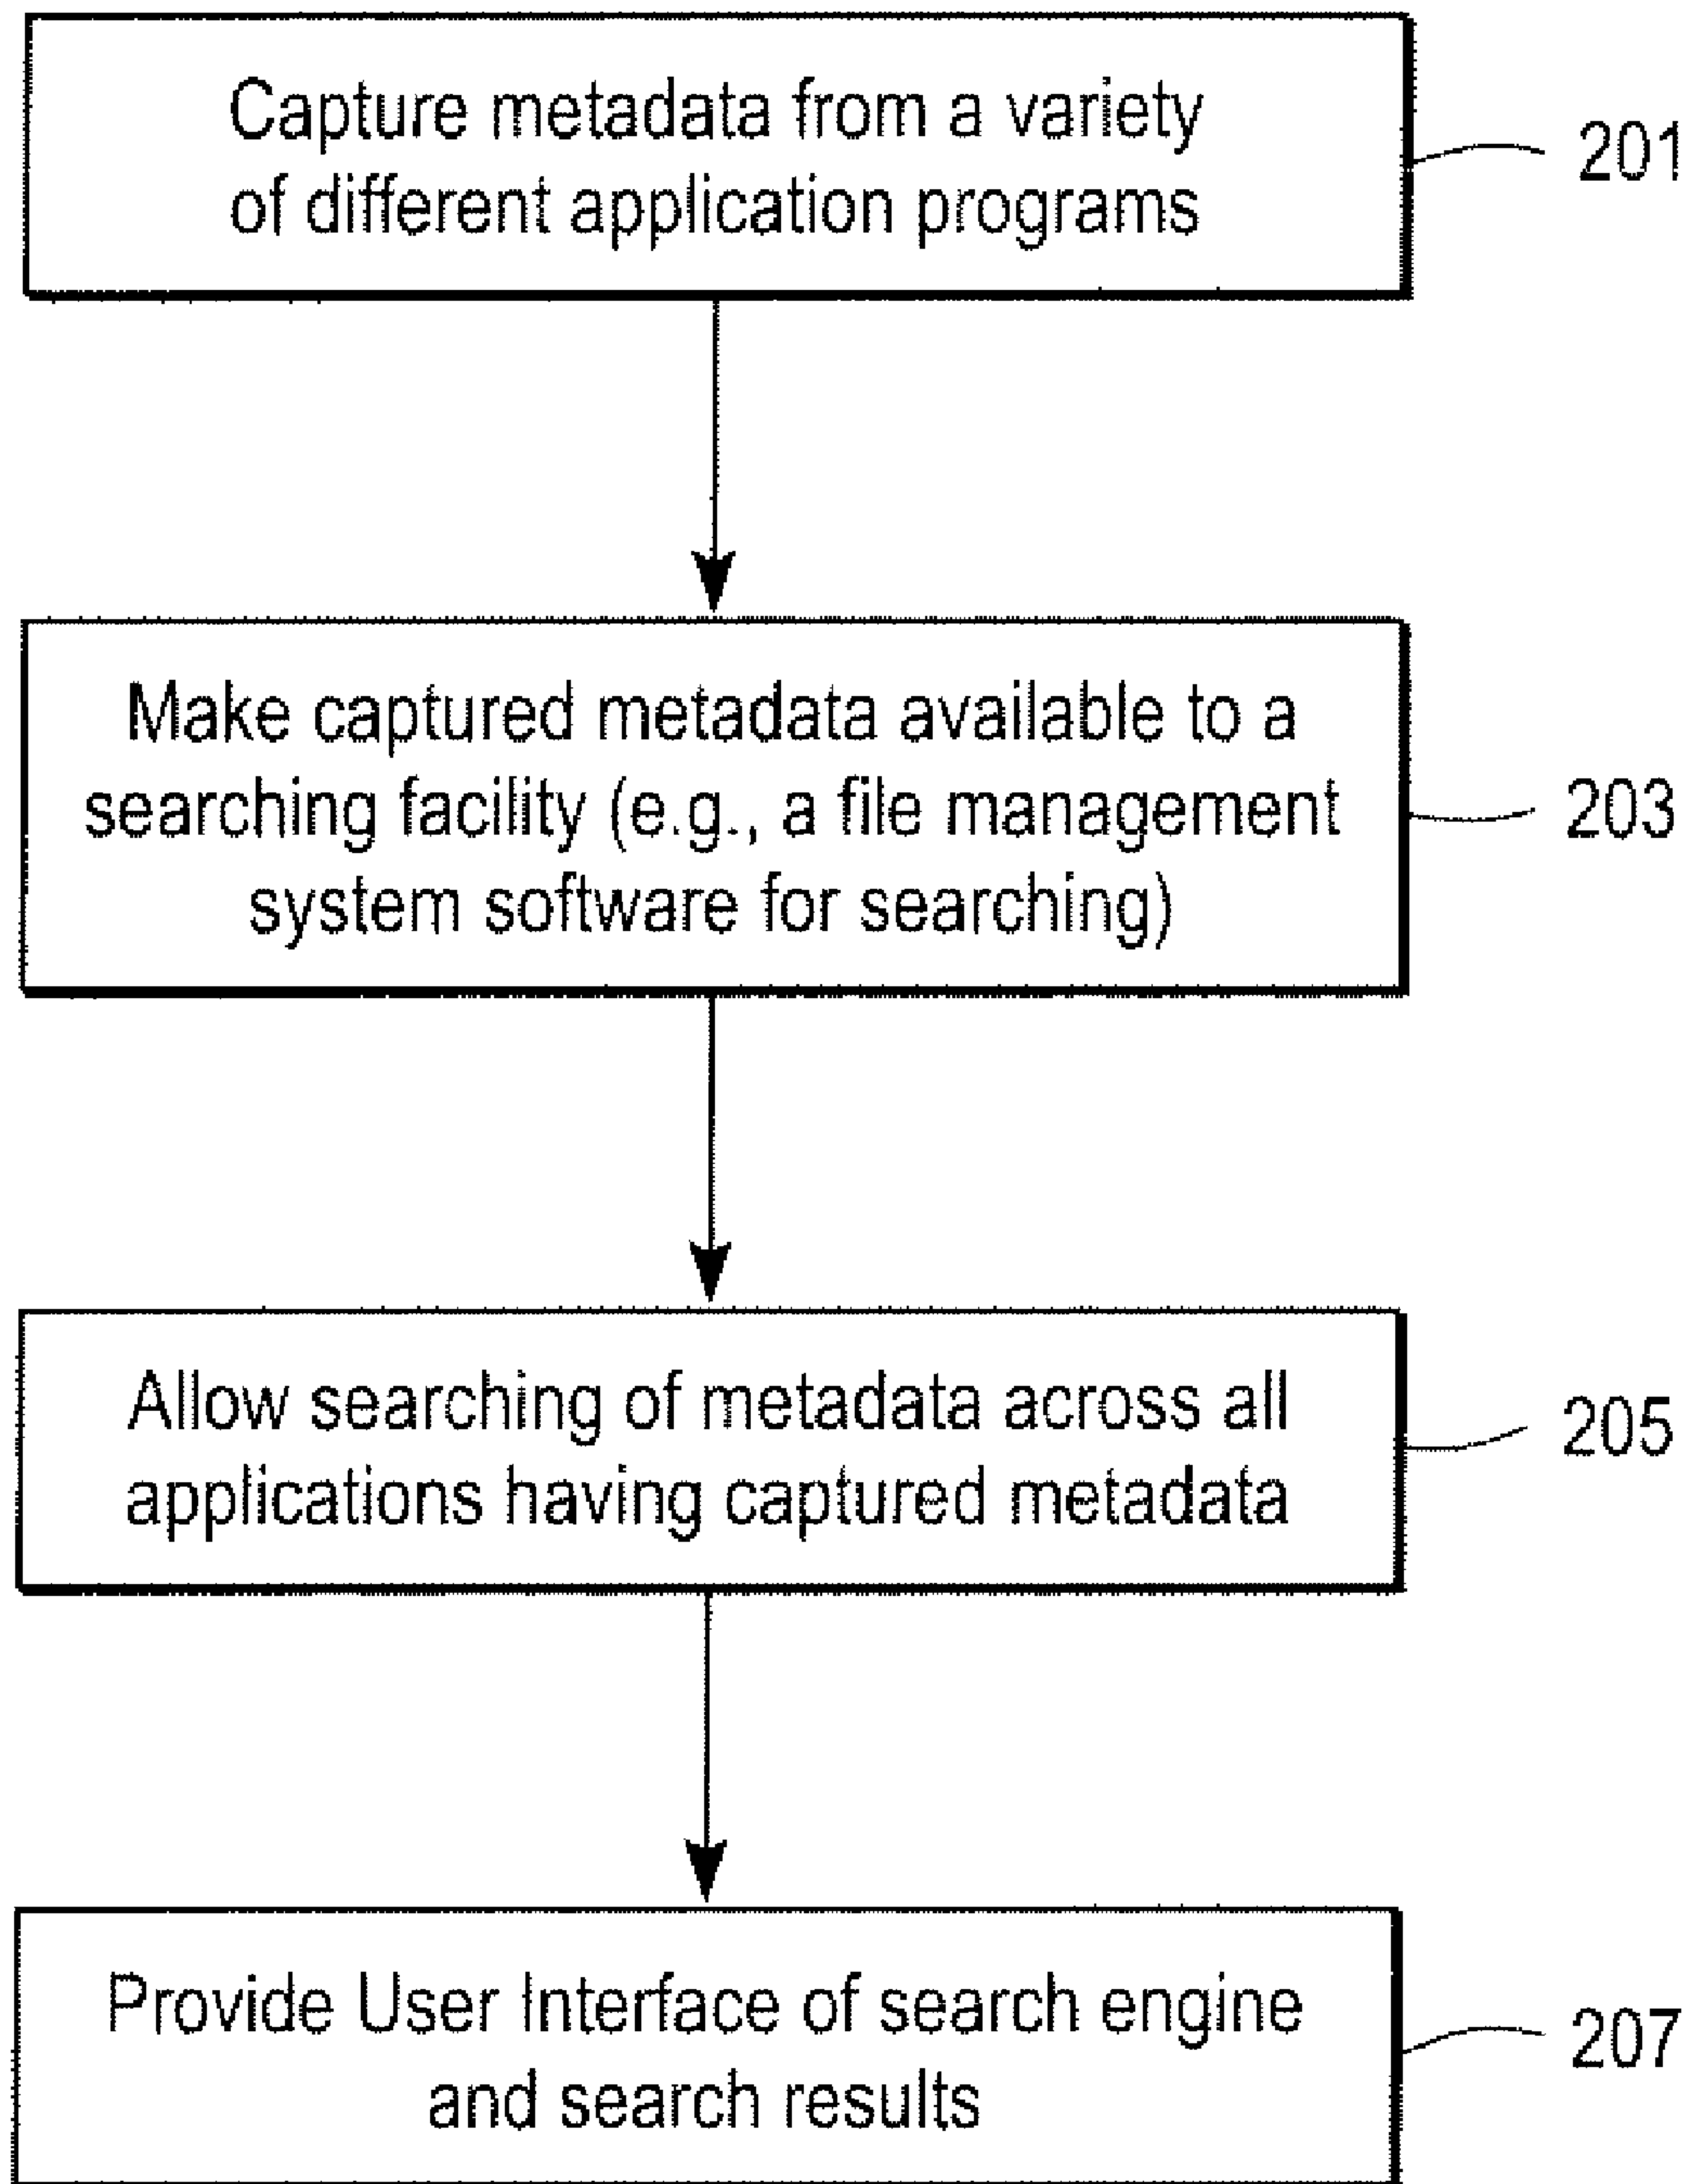 Capture metadata from a variety
of different application programs
201
Make captured metadata available to a
searching facility (e.g., a file management
system software for searching)
203
Allow searching of metadata across all
applications having captured metadata
205
Provide User Interface of search engine
and search results
207